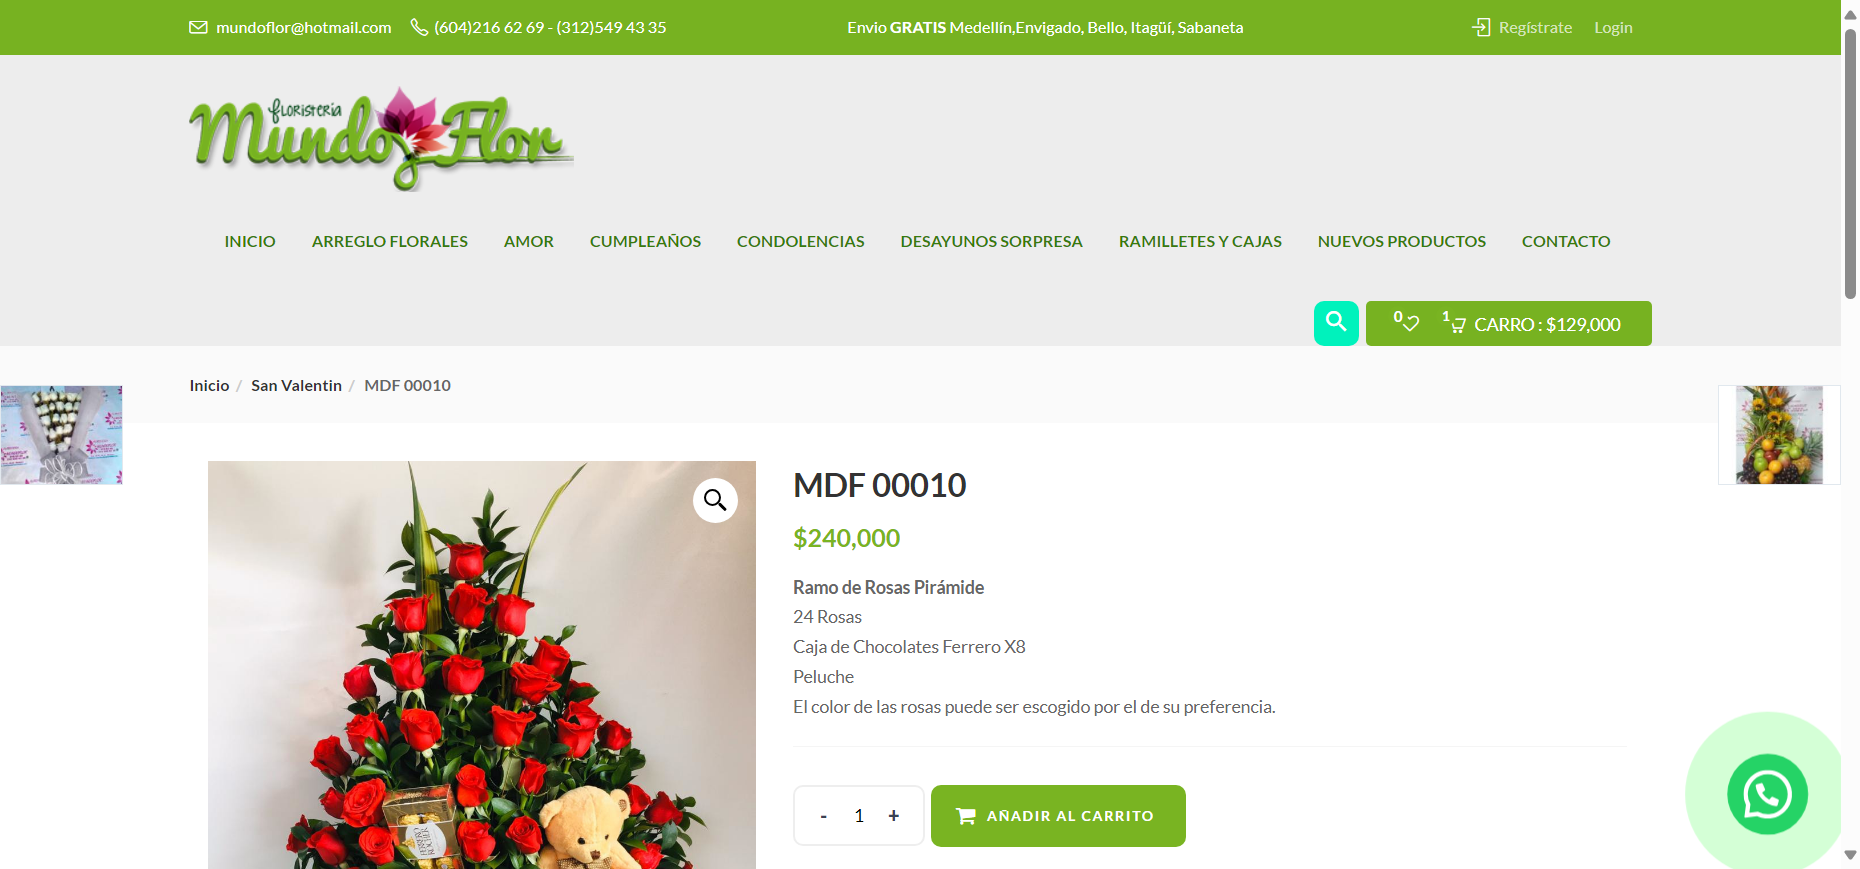 mundoflor@hotmail.com (604)216 62 69 - (312)549 43 35 Envio GRATIS Medellín,Envigado, Bello, Itagüí, Sabaneta Regístrate Login
floristeria
Mundo Flor
INICIO ARREGLO FLORALES AMOR CUMPLEAÑOS CONDOLENCIAS DESAYUNOS SORPRESA RAMILLETES Y CAJAS NUEVOS PRODUCTOS CONTACTO
0 1 CARRO : $129,000
Inicio / San Valentin / MDF 00010
MDF 00010
$240,000
Ramo de Rosas Pirámide
24 Rosas
Caja de Chocolates Ferrero X8
Peluche
El color de las rosas puede ser escogido por el de su preferencia.
- 1 + AÑADIR AL CARRITO